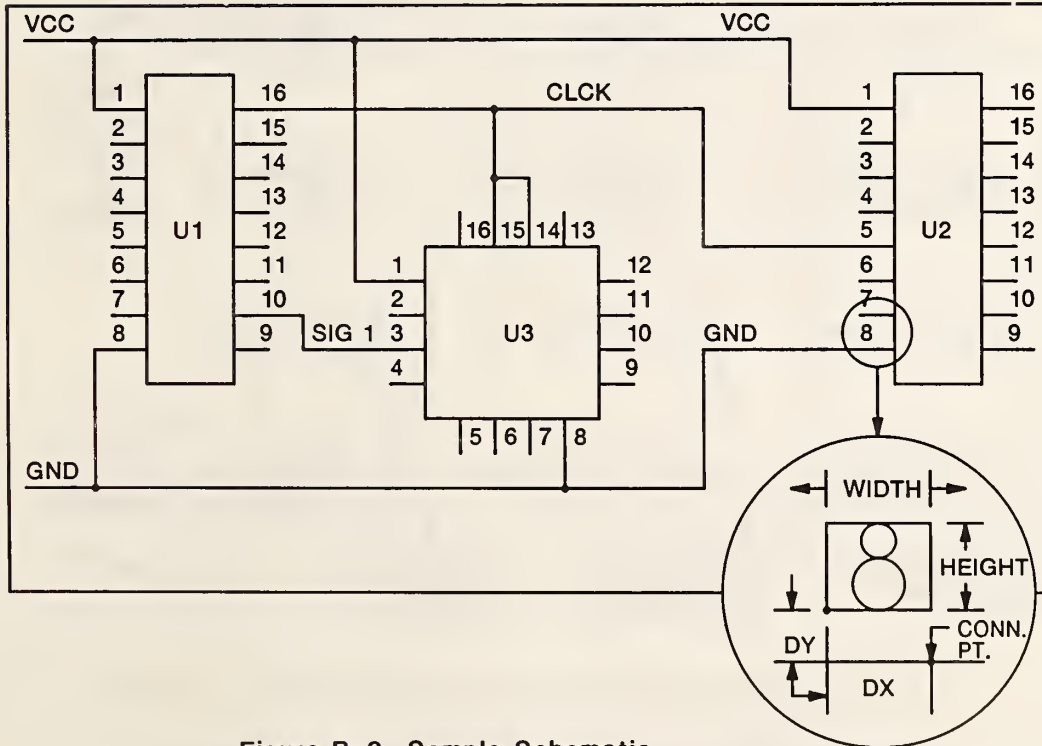 VCC VCC
1 16 CLCK 1 16
2 15 2 15
3 14 3 14
4 13 4 13
U1 U2
5 12 16 15 14 13 5 12
6 11 1 12 6 11
7 10 2 11 7 10
8 9 SIG 1 3 U3 10 GND 8 9
4 9
5 6 7 8
GND
WIDTH
HEIGHT
DY
CONN.
PT.
DX
Figure B-2. Sample Schematic